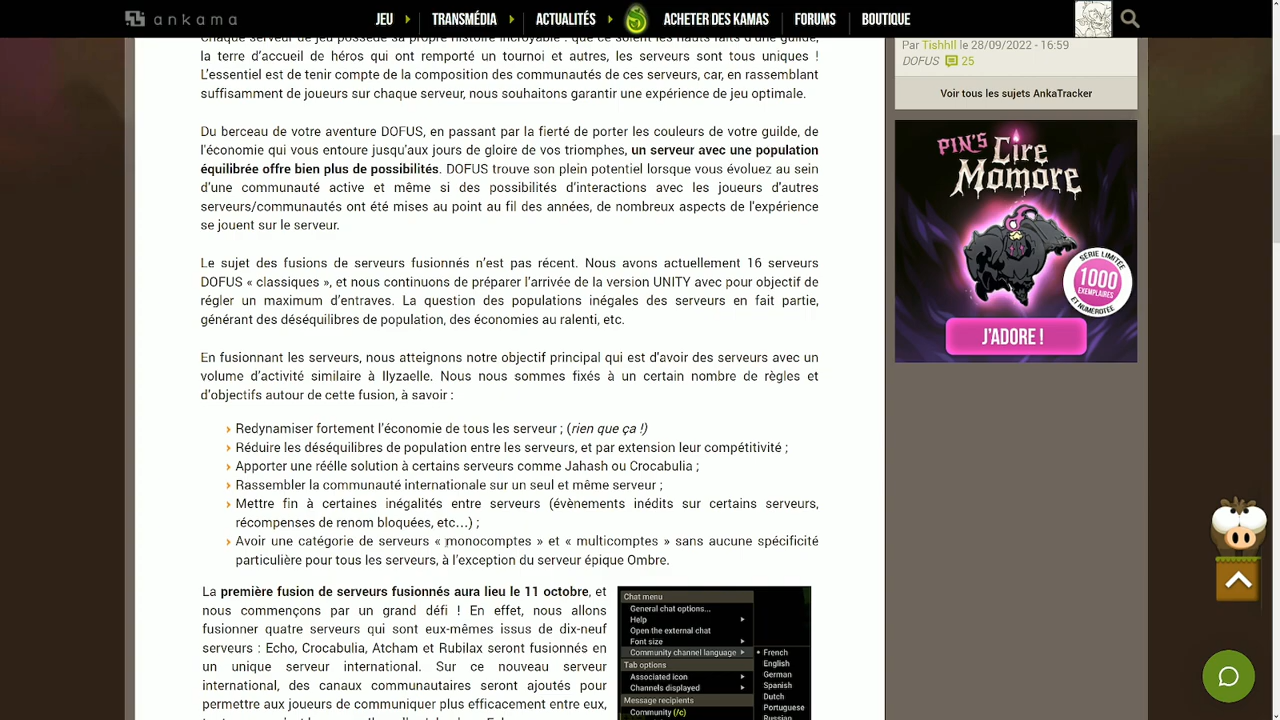 ankama
JEU
TRANSMÉDIA
ACTUALITÉS
ACHETER DES KAMAS
FORUMS
BOUTIQUE
Chaque serveur de jeu possède sa propre histoire incroyable : que ce soient les hauts faits d'une guilde,
la terre d'accueil de héros qui ont remporté un tournoi et autres, les serveurs sont tous uniques !
L'essentiel est de tenir compte de la composition des communautés de ces serveurs, car, en rassemblant
suffisamment de joueurs sur chaque serveur, nous souhaitons garantir une expérience de jeu optimale.
Du berceau de votre aventure DOFUS, en passant par la fierté de porter les couleurs de votre guilde, de
l'économie qui vous entoure jusqu'aux jours de gloire de vos triomphes, un serveur avec une population
équilibrée offre bien plus de possibilités. DOFUS trouve son plein potentiel lorsque vous évoluez au sein
d'une communauté active et même si des possibilités d'interactions avec les joueurs d'autres
serveurs/communautés ont été mises au point au fil des années, de nombreux aspects de l'expérience
se jouent sur le serveur.
Le sujet des fusions de serveurs fusionnés n'est pas récent. Nous avons actuellement 16 serveurs
DOFUS « classiques », et nous continuons de préparer l'arrivée de la version UNITY avec pour objectif de
régler un maximum d'entraves. La question des populations inégales des serveurs en fait partie,
générant des déséquilibres de population, des économies au ralenti, etc.
En fusionnant les serveurs, nous atteignons notre objectif principal qui est d'avoir des serveurs avec un
volume d'activité similaire à Ilyzaelle. Nous nous sommes fixés à un certain nombre de règles et
d'objectifs autour de cette fusion, à savoir :
› Redynamiser fortement l'économie de tous les serveur ; (rien que ça !)
› Réduire les déséquilibres de population entre les serveurs, et par extension leur compétitivité ;
› Apporter une réélle solution à certains serveurs comme Jahash ou Crocabulia ;
› Rassembler la communauté internationale sur un seul et même serveur ;
› Mettre fin à certaines inégalités entre serveurs (évènements inédits sur certains serveurs,
récompenses de renom bloquées, etc...) ;
› Avoir une catégorie de serveurs « monocomptes » et « multicomptes » sans aucune spécificité
particulière pour tous les serveurs, à l'exception du serveur épique Ombre.
La première fusion de serveurs fusionnés aura lieu le 11 octobre, et
nous commençons par un grand défi ! En effet, nous allons
fusionner quatre serveurs qui sont eux-mêmes issus de dix-neuf
serveurs : Echo, Crocabulia, Atcham et Rubilax seront fusionnés en
un unique serveur international. Sur ce nouveau serveur
international, des canaux communautaires seront ajoutés pour
permettre aux joueurs de communiquer plus efficacement entre eux,
Chat menu
General chat options...
Help
Open the external chat
Font size
Community channel language
Tab options
Associated icon
Channels displayed
Message recipients
Community (/c)
French
English
German
Spanish
Dutch
Portuguese
Russian
Par Tishhll le 28/09/2022 - 16:59
DOFUS 25
Voir tous les sujets AnkaTracker
PIN'S
Cire
Momore
SÉRIE LIMITÉE
1000
EXEMPLAIRES
ET NUMÉROTÉE
J'ADORE !